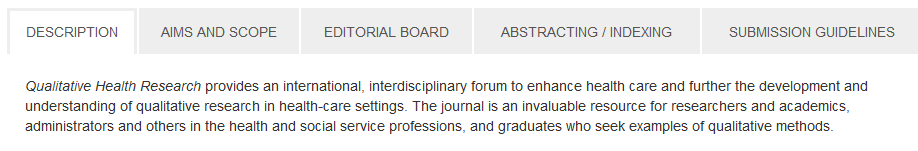 DESCRIPTION AIMS AND SCOPE EDITORIAL BOARD ABSTRACTING / INDEXING SUBMISSION GUIDELINES
Qualitative Health Research provides an international, interdisciplinary forum to enhance health care and further the development and
understanding of qualitative research in health-care settings. The journal is an invaluable resource for researchers and academics,
administrators and others in the health and social service professions, and graduates who seek examples of qualitative methods.